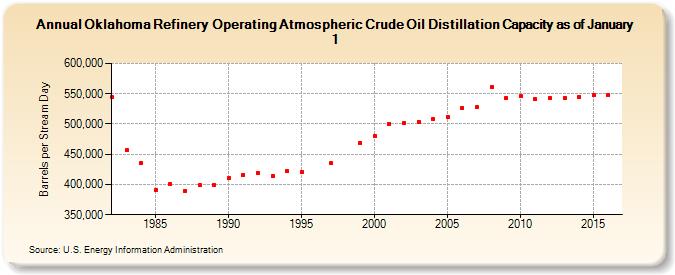 Annual Oklahoma Refinery Operating Atmospheric Crude Oil Distillation Capacity as of January
1
Barrels per Stream Day
600,000
550,000
500,000
450,000
400,000
350,000
1985 1990 1995 2000 2005 2010 2015
Source: U.S. Energy Information Administration